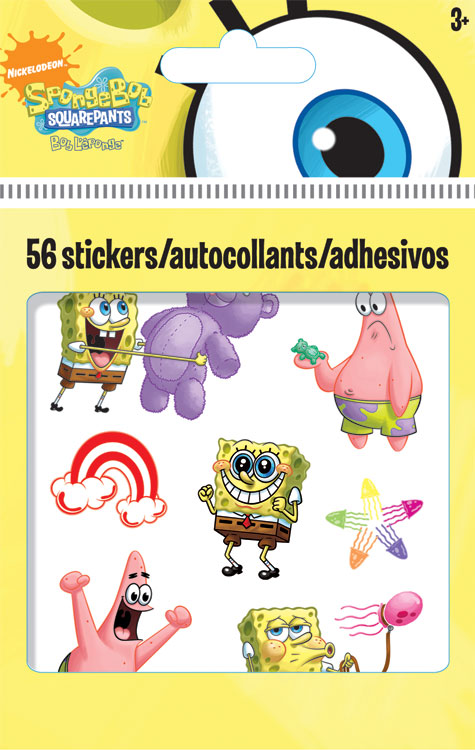 3+
NICKELODEON
SPONGEBOB
SQUAREPANTS
BOB L'ÉPONGE
56 stickers/autocollants/adhesivos